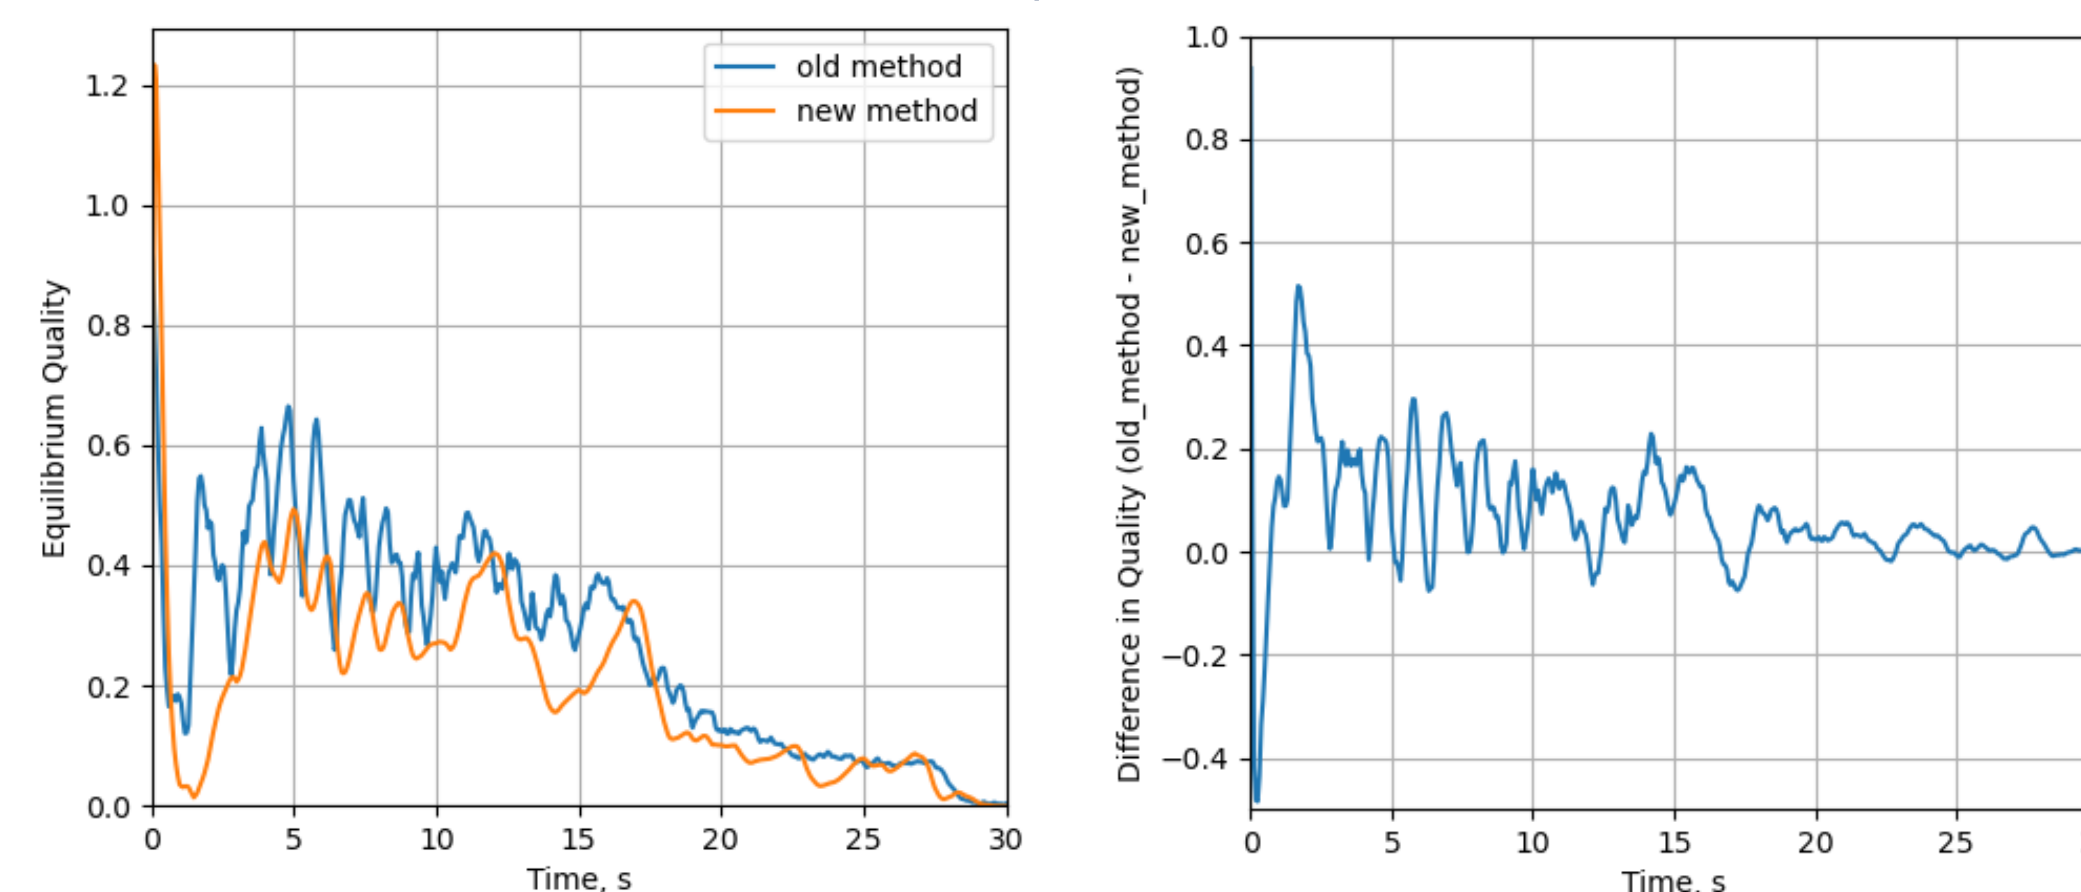 Equilibrium Quality
1.2
1.0
0.8
0.6
0.4
0.2
0.0
0 5 10 15 20 25 30
Time, s
old method
new method
Difference in Quality (old_method - new_method)
1.0
0.8
0.6
0.4
0.2
0.0
−0.2
−0.4
0 5 10 15 20 25
Time, s